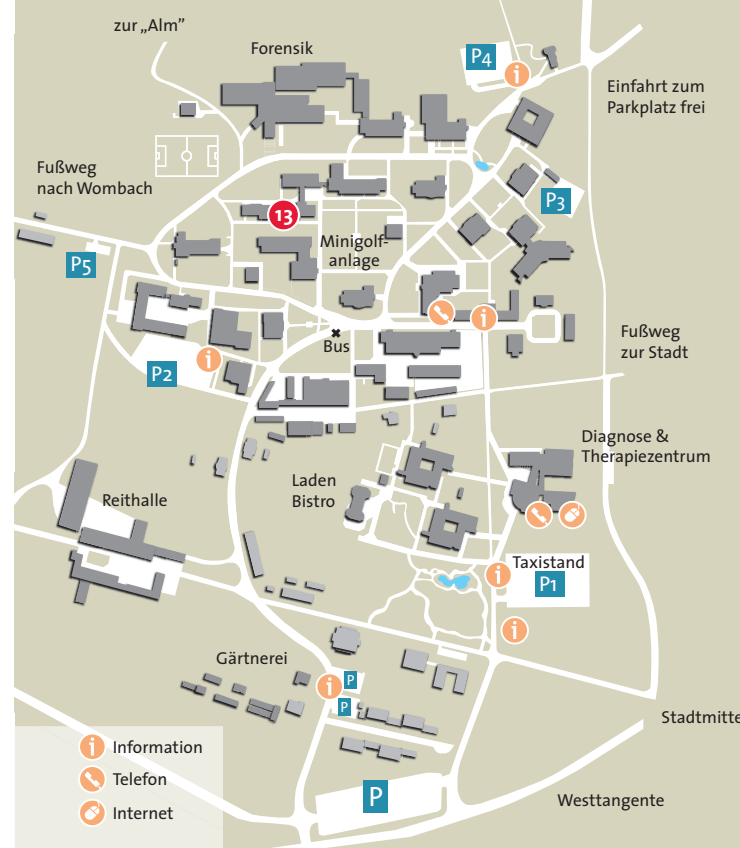 zur „Alm”
Forensik
P4
i
Einfahrt zum
Parkplatz frei
Fußweg
nach Wombach
P3
13
Minigolf-
anlage
P5
i
Bus
Fußweg
zur Stadt
i
P2
Diagnose &
Therapiezentrum
Laden
Bistro
Reithalle
Taxistand
i
P1
i
Gärtnerei
i
P
P
Stadtmitte
i Information
Telefon
Internet
P
Westtangente